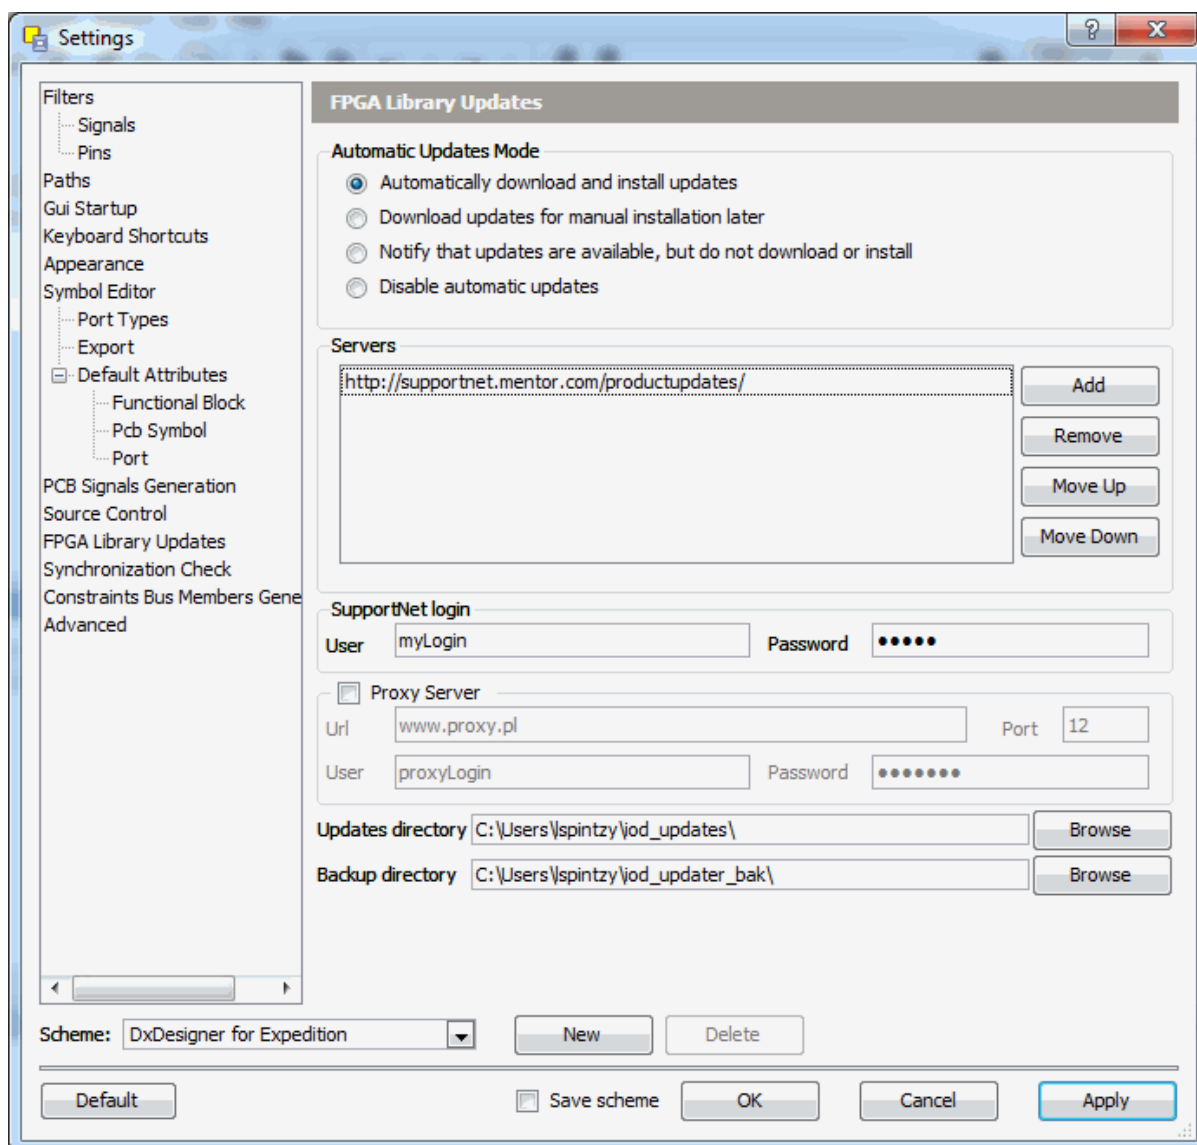 Settings
Filters
Signals
Pins
Paths
Gui Startup
Keyboard Shortcuts
Appearance
Symbol Editor
Port Types
Export
Default Attributes
Functional Block
Pcb Symbol
Port
PCB Signals Generation
Source Control
FPGA Library Updates
Synchronization Check
Constraints Bus Members Gene
Advanced
FPGA Library Updates
Automatic Updates Mode
Automatically download and install updates
Download updates for manual installation later
Notify that updates are available, but do not download or install
Disable automatic updates
Servers
http://supportnet.mentor.com/productupdates/
Add
Remove
Move Up
Move Down
SupportNet login
User myLogin Password •••••
Proxy Server
Url www.proxy.pl Port 12
User proxyLogin Password •••••••
Updates directory C:\Users\lspintzy\iod_updates\ Browse
Backup directory C:\Users\lspintzy\iod_updater_bak\ Browse
Scheme: DxDesigner for Expedition New Delete
Default Save scheme OK Cancel Apply